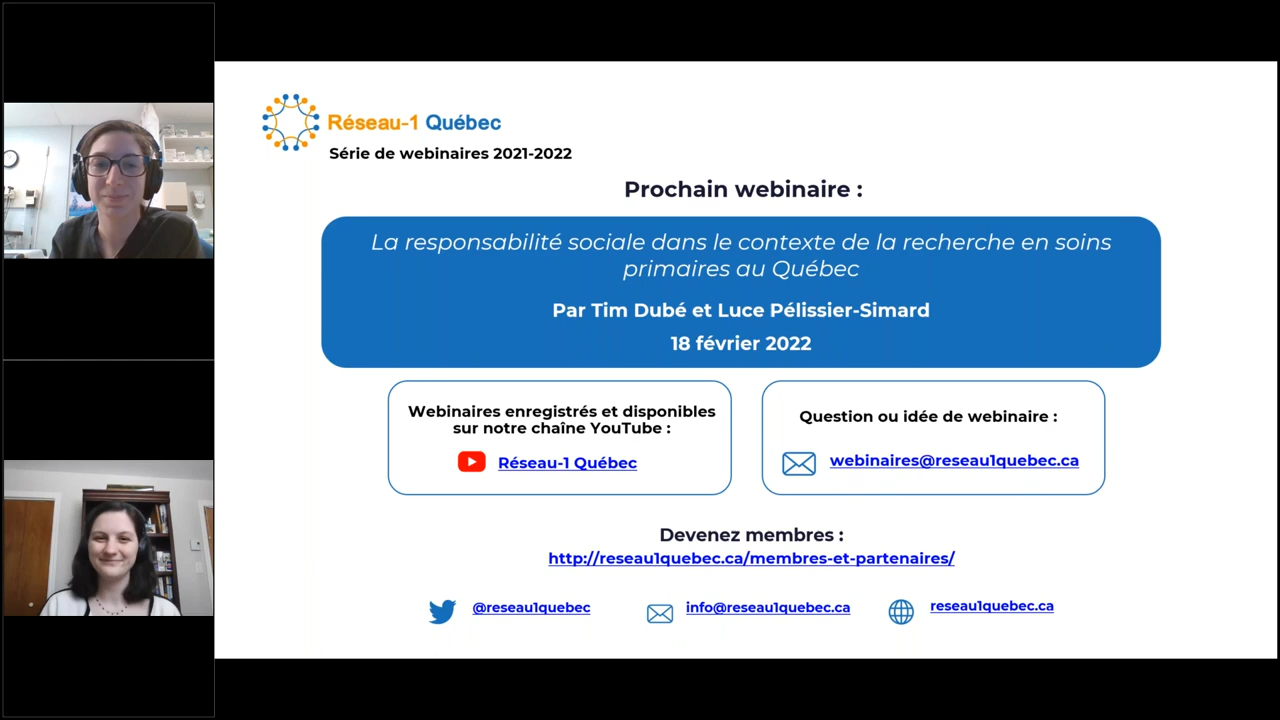 Réseau-1 Québec
Série de webinaires 2021-2022
Prochain webinaire :
La responsabilité sociale dans le contexte de la recherche en soins
primaires au Québec
Par Tim Dubé et Luce Pélissier-Simard
18 février 2022
Webinaires enregistrés et disponibles
sur notre chaîne YouTube :
Réseau-1 Québec
Question ou idée de webinaire :
webinaires@reseau1quebec.ca
Devenez membres :
http://reseau1quebec.ca/membres-et-partenaires/
@reseau1quebec
info@reseau1quebec.ca
reseau1quebec.ca